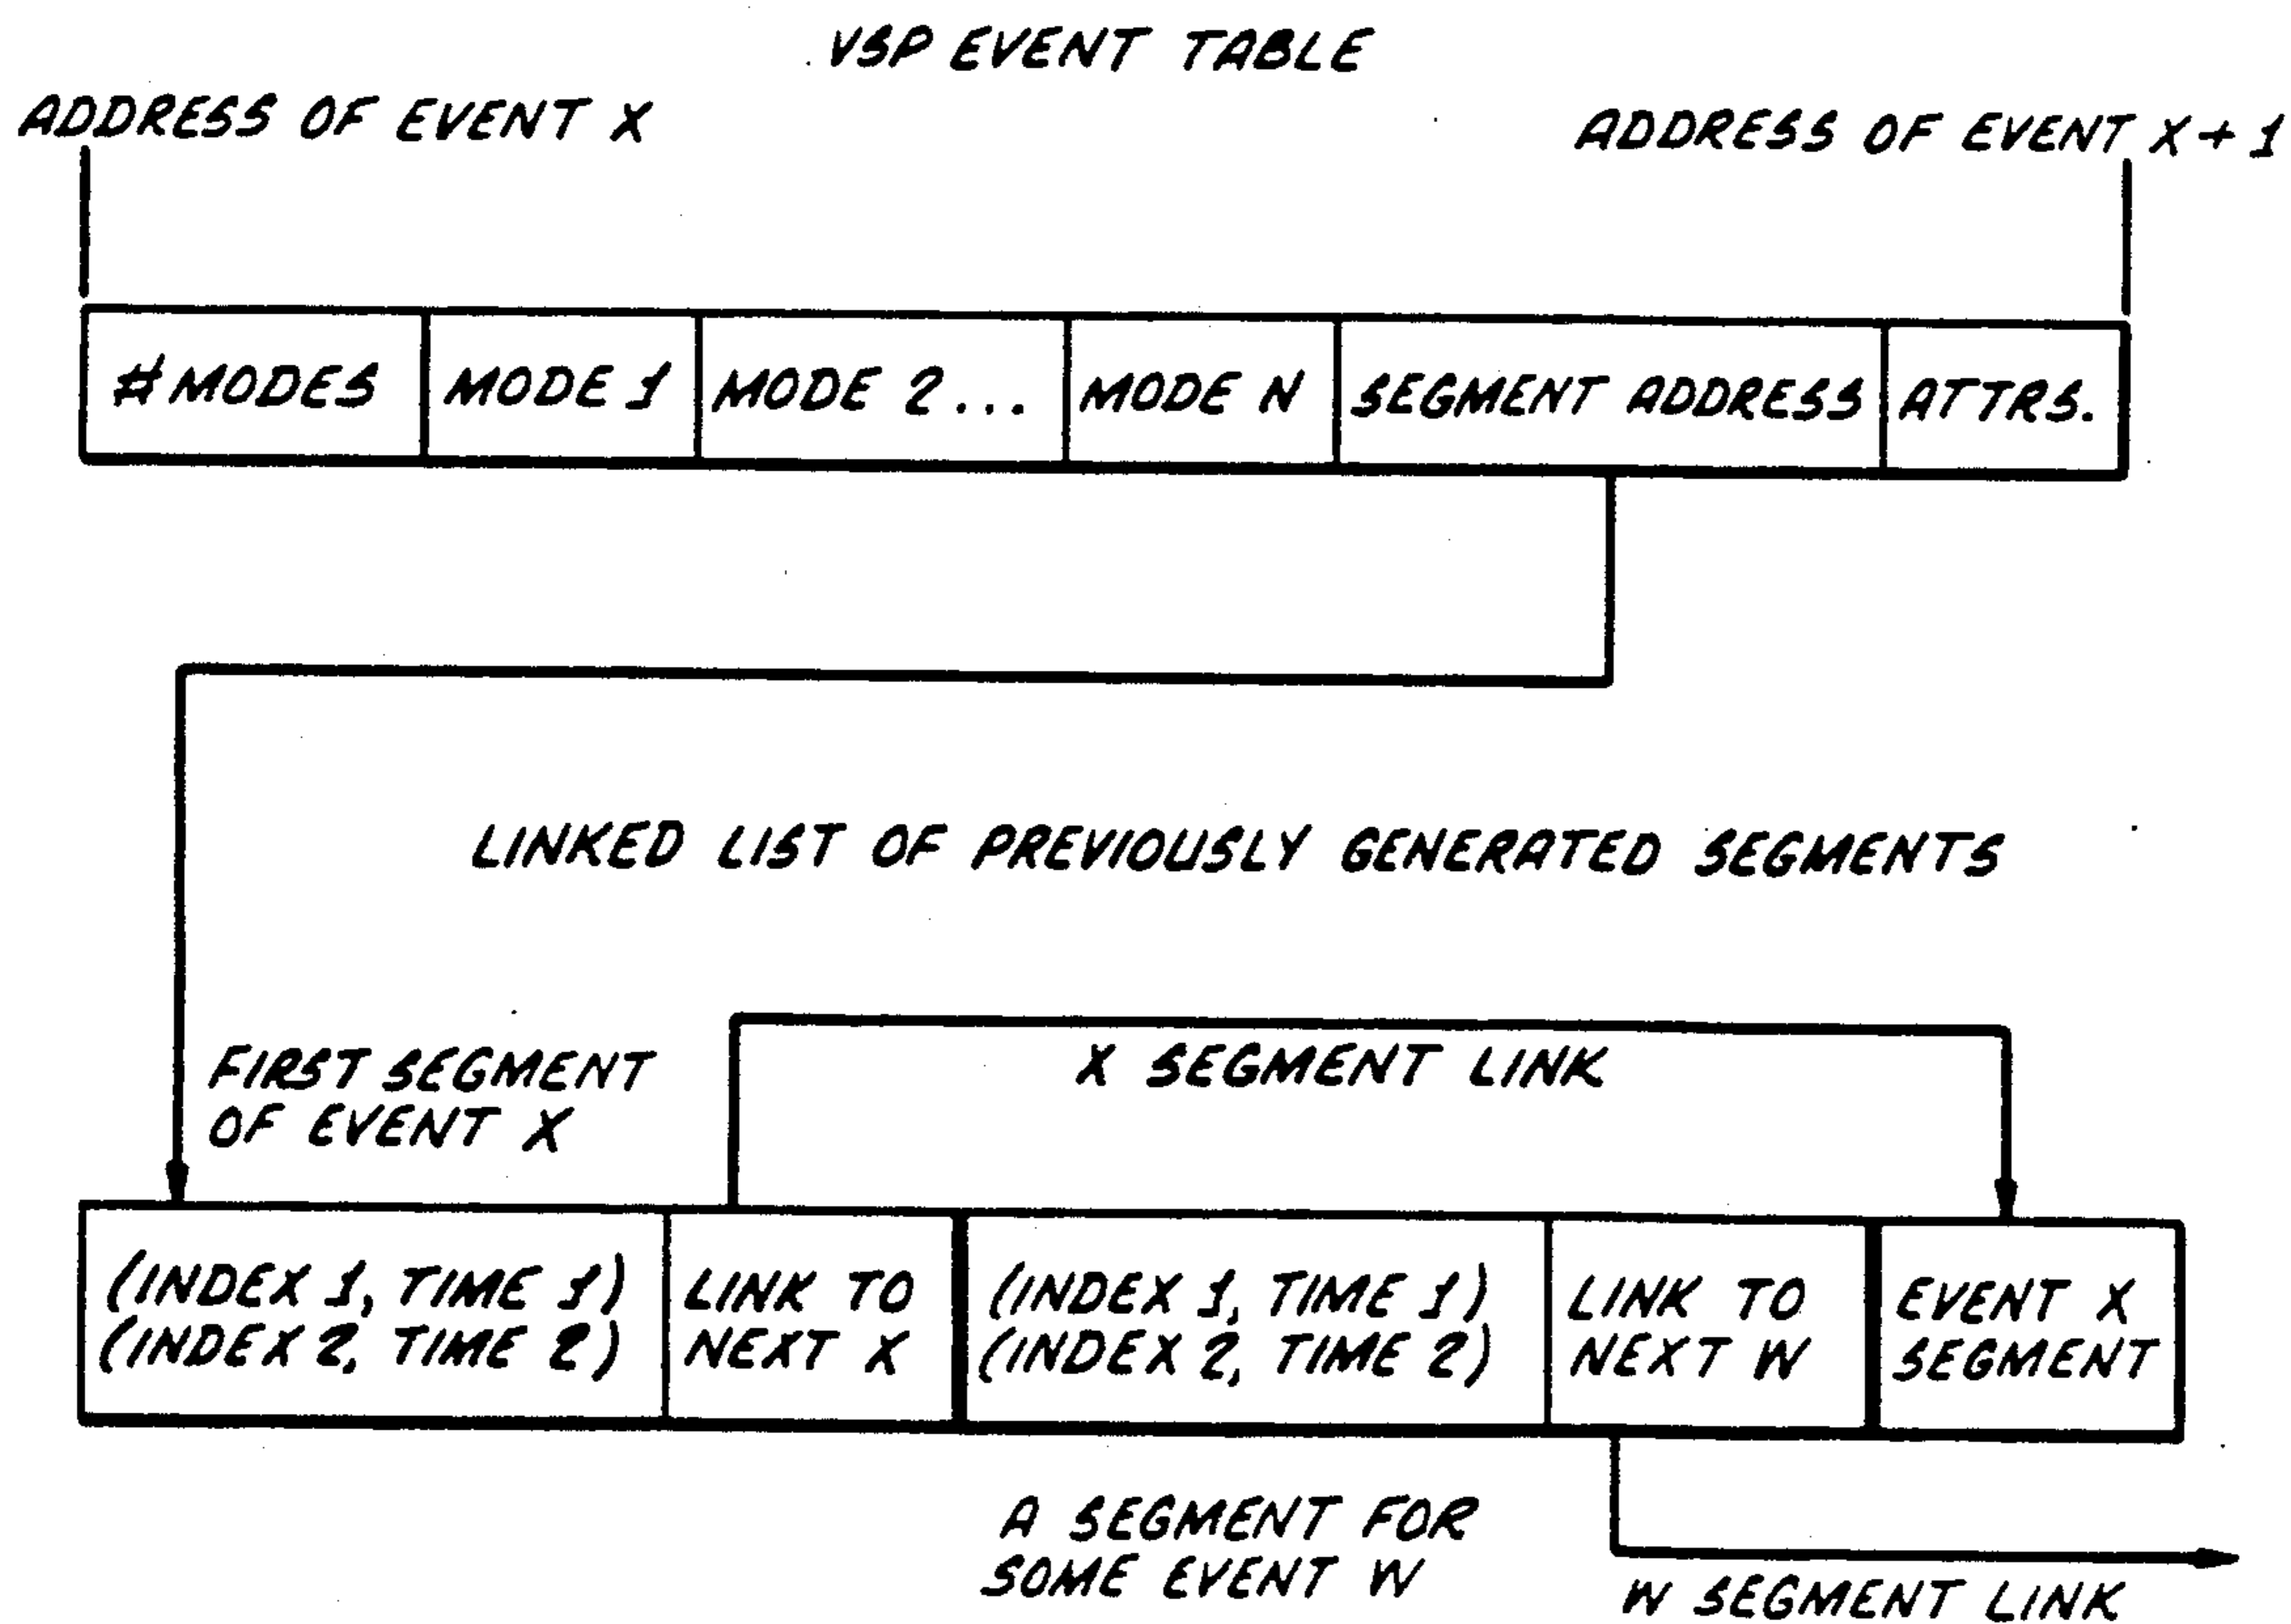 VSP EVENT TABLE
ADDRESS OF EVENT X
ADDRESS OF EVENT X + 1
#MODES
MODE 1
MODE 2...
MODE N
SEGMENT ADDRESS
ATTRS.
LINKED LIST OF PREVIOUSLY GENERATED SEGMENTS
FIRST SEGMENT
OF EVENT X
X SEGMENT LINK
(INDEX 1, TIME 1)
(INDEX 2, TIME 2)
LINK TO
NEXT X
(INDEX 1, TIME 1)
(INDEX 2, TIME 2)
LINK TO
NEXT W
EVENT X
SEGMENT
A SEGMENT FOR
SOME EVENT W
W SEGMENT LINK